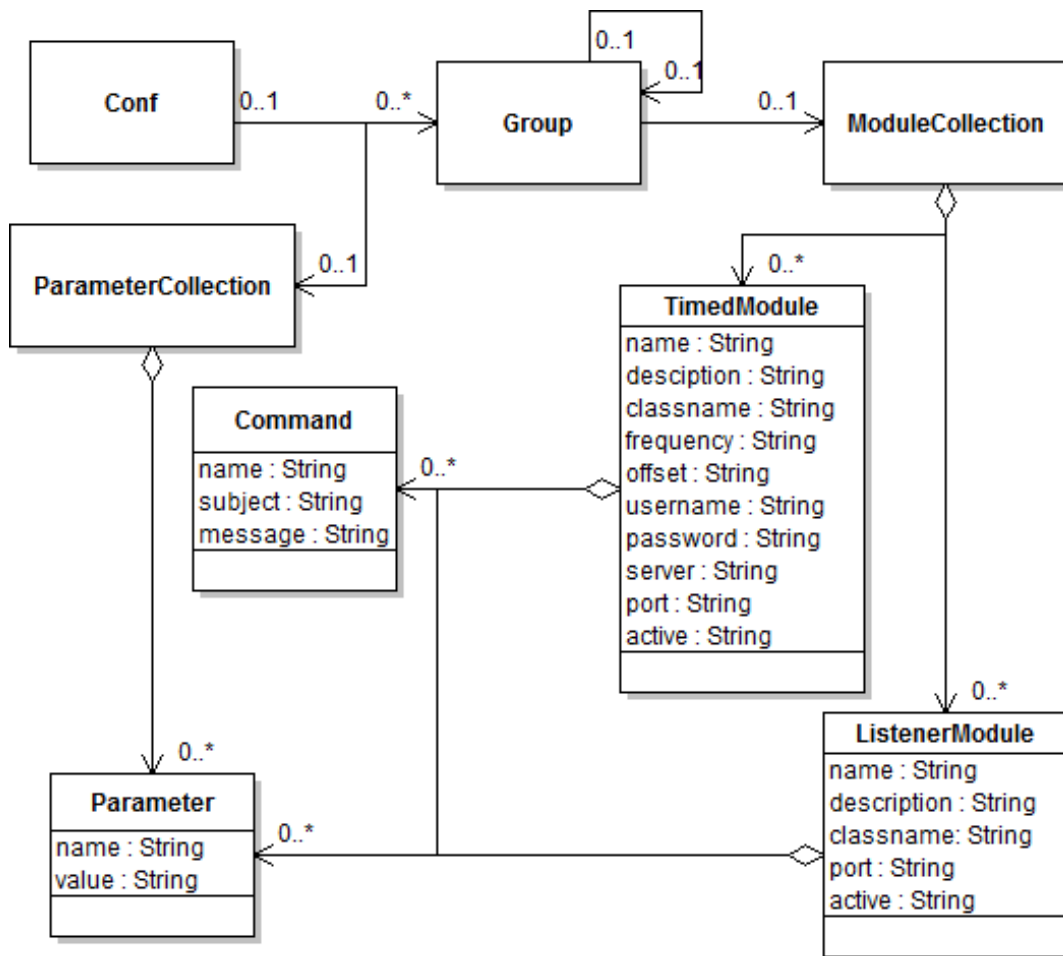 0..1
0..1
Conf
0..1
0..*
Group
0..1
ModuleCollection
ParameterCollection
0..1
0..*
TimedModule
name : String
desciption : String
classname : String
frequency : String
offset : String
username : String
password : String
server : String
port : String
active : String
Command
name : String
subject : String
message : String
0..*
0..*
ListenerModule
name : String
description : String
classname: String
port : String
active : String
0..*
Parameter
name : String
value : String
0..*